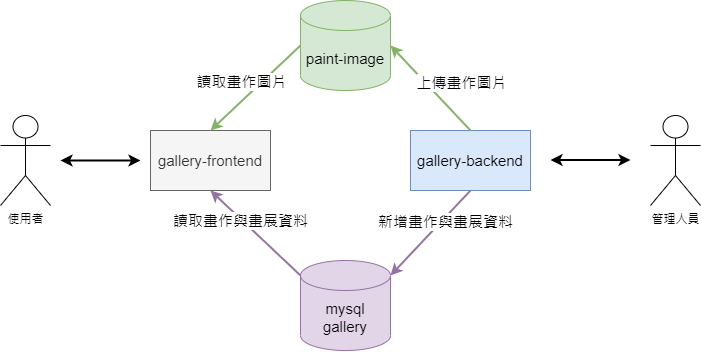 paint-image
讀取畫作圖片
上傳畫作圖片
gallery-frontend
gallery-backend
使用者
讀取畫作與畫展資料
新增畫作與畫展資料
管理人員
mysql
gallery